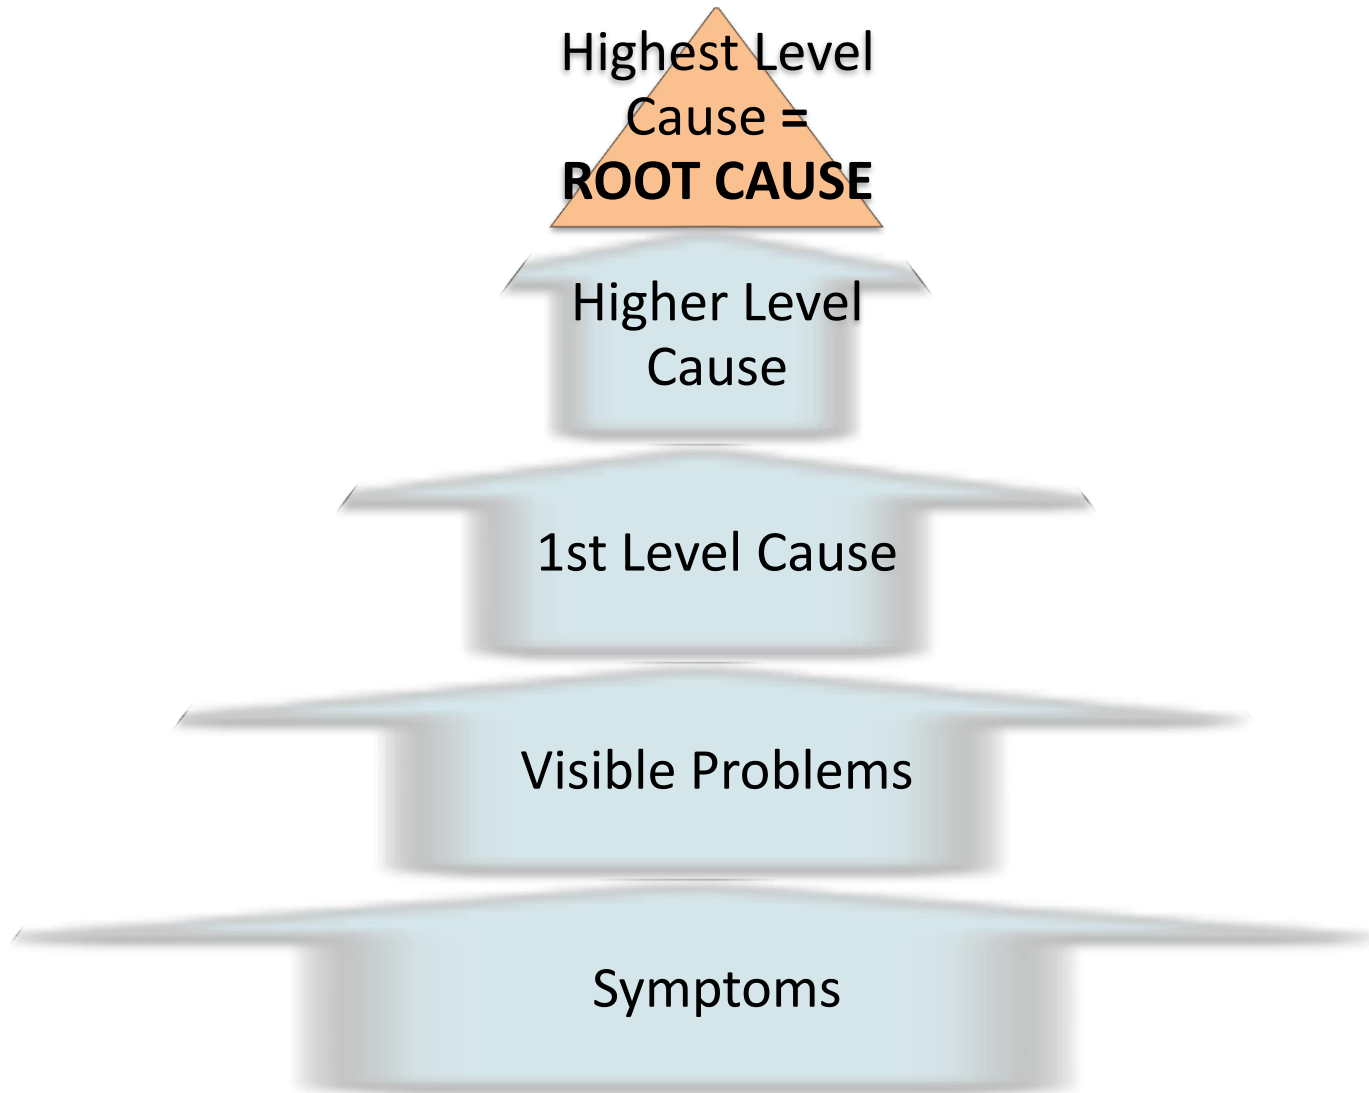 Highest Level
Cause =
ROOT CAUSE
Higher Level
Cause
1st Level Cause
Visible Problems
Symptoms